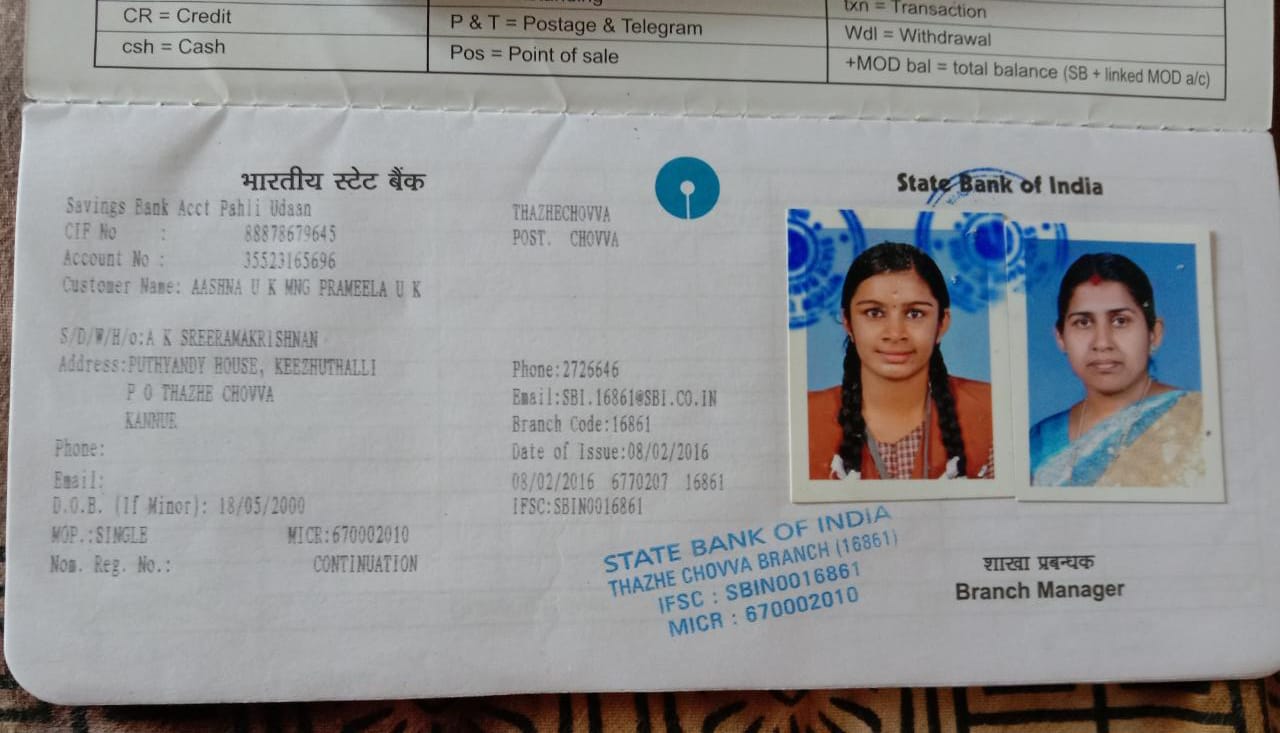 txn = Transaction
CR = Credit
P & T = Postage & Telegram
Wdl = Withdrawal
csh = Cash
Pos = Point of sale
+MOD bal = total balance (SB + linked MOD a/c)
भारतीय स्टेट बैंक
State Bank of India
Savings Bank Acct Pahli Udaan
CIF No : 88878679645
Account No : 35523165696
Customer Name: AASHNA U K MNG PRAMEELA U K
S/D/W/H/o:A K SREERAMAKRISHNAN
Address:PUTHYANDY HOUSE, KEEZHUTHALLI
P O THAZHE CHOVVA
KANNUR
Phone:
Email:
D.O.B. (If Minor): 18/05/2000
MOP.:SINGLE MICR:670002010
Nom. Reg. No.: CONTINUATION
THAZHECHOVVA
POST. CHOVVA
Phone:2726646
Email:SBI.16861@SBI.CO.IN
Branch Code:16861
Date of Issue:08/02/2016
08/02/2016 6770207 16861
IFSC:SBIN0016861
STATE BANK OF INDIA
THAZHE CHOVVA BRANCH (16861)
IFSC : SBIN0016861
MICR : 670002010
शाखा प्रबन्धक
Branch Manager